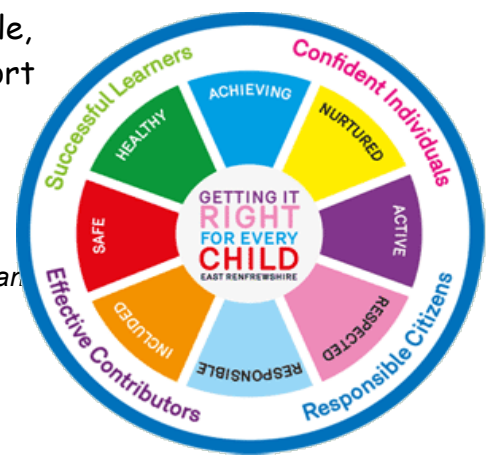 Successful Learners
Confident Individuals
ACHIEVING
NURTURED
ACTIVE
RESPECTED
RESPONSIBLE
INCLUDED
SAFE
HEALTHY
GETTING IT
RIGHT
FOR EVERY
CHILD
EAST RENFREWSHIRE
Effective Contributors
Responsible Citizens